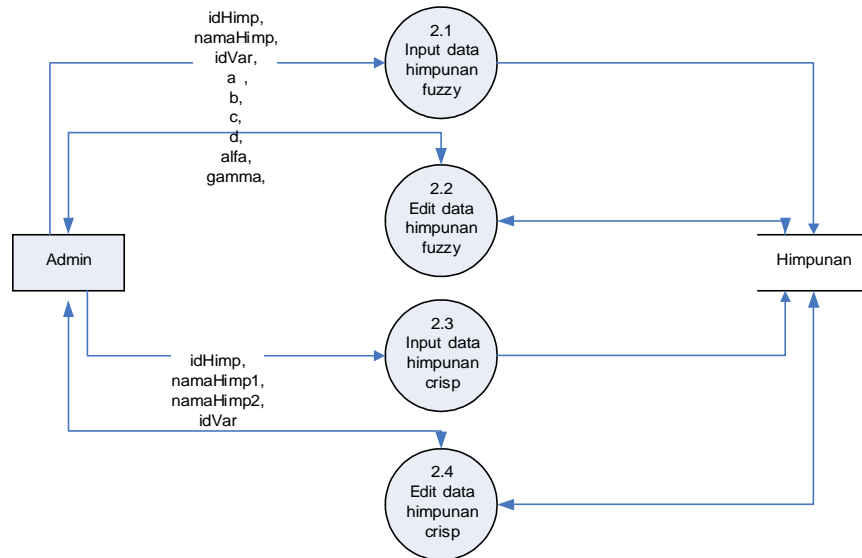 idHimp,
namaHimp,
idVar,
a ,
b,
c,
d,
alfa,
gamma,
2.1
Input data
himpunan
fuzzy
2.2
Edit data
himpunan
fuzzy
Admin
Himpunan
idHimp,
namaHimp1,
namaHimp2,
idVar
2.3
Input data
himpunan
crisp
2.4
Edit data
himpunan
crisp